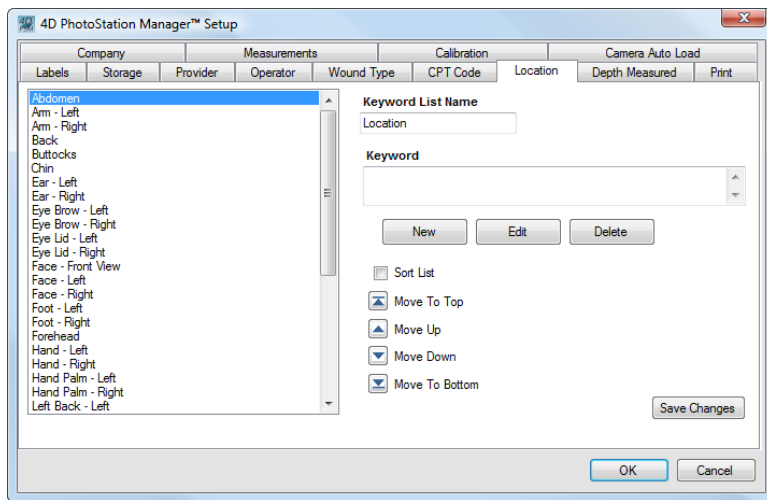 4D PhotoStation Manager™ Setup
Company
Measurements
Calibration
Camera Auto Load
Labels
Storage
Provider
Operator
Wound Type
CPT Code
Location
Depth Measured
Print
Abdomen
Arm - Left
Arm - Right
Back
Buttocks
Chin
Ear - Left
Ear - Right
Eye Brow - Left
Eye Brow - Right
Eye Lid - Left
Eye Lid - Right
Face - Front View
Face - Left
Face - Right
Foot - Left
Foot - Right
Forehead
Hand - Left
Hand - Right
Hand Palm - Left
Hand Palm - Right
Left Back - Left
Keyword List Name
Location
Keyword
New
Edit
Delete
Sort List
Move To Top
Move Up
Move Down
Move To Bottom
Save Changes
OK
Cancel